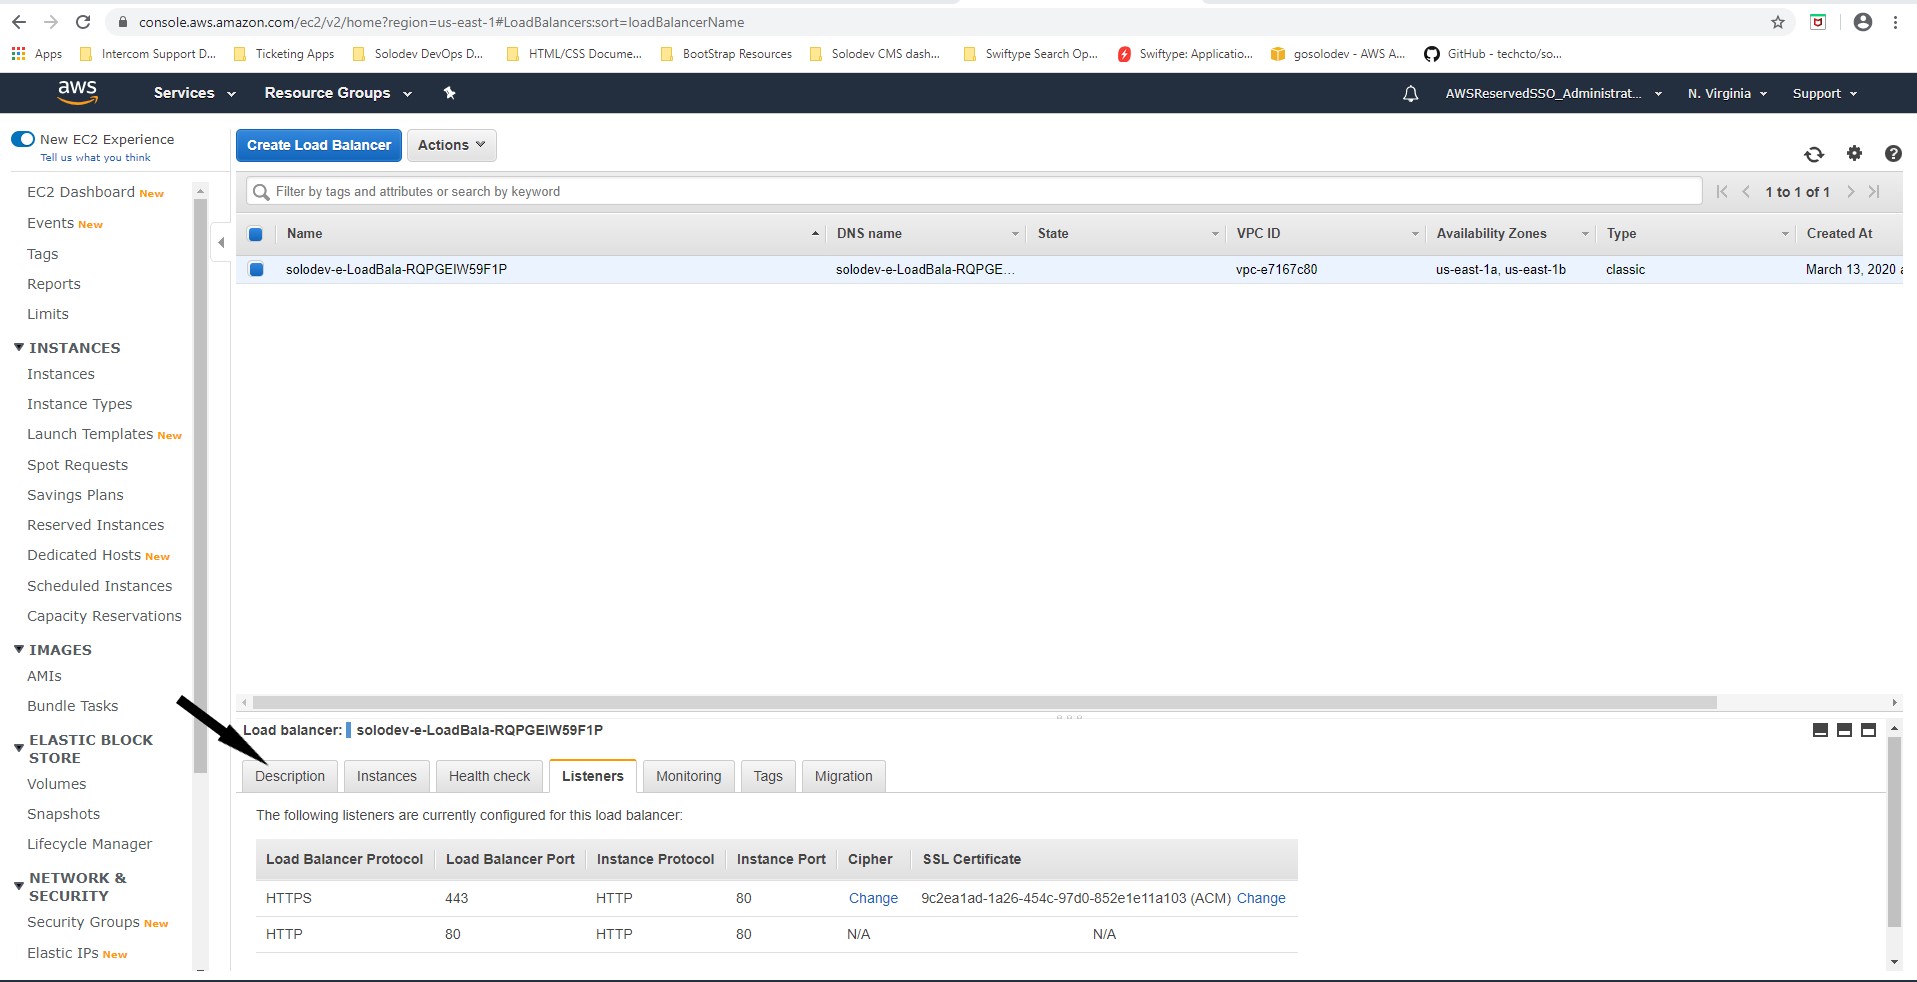 console.aws.amazon.com/ec2/v2/home?region=us-east-1#LoadBalancers:sort=loadBalancerName
Apps Intercom Support D... Ticketing Apps Solodev DevOps D... HTML/CSS Docume... BootStrap Resources Solodev CMS dash... Swiftype Search Op... Swiftype: Applicatio... gosolodev - AWS A... GitHub - techcto/so...
aws Services Resource Groups AWSReservedSSO_Administrat... N. Virginia Support
New EC2 Experience
Tell us what you think
Create Load Balancer Actions
EC2 Dashboard New
Events New
Tags
Reports
Limits
INSTANCES
Instances
Instance Types
Launch Templates New
Spot Requests
Savings Plans
Reserved Instances
Dedicated Hosts New
Scheduled Instances
Capacity Reservations
IMAGES
AMIs
Bundle Tasks
ELASTIC BLOCK
STORE
Volumes
Snapshots
Lifecycle Manager
NETWORK &
SECURITY
Security Groups New
Elastic IPs New
Filter by tags and attributes or search by keyword 1 to 1 of 1
Name DNS name State VPC ID Availability Zones Type Created At
solodev-e-LoadBala-RQPGEIW59F1P solodev-e-LoadBala-RQPGE... vpc-e7167c80 us-east-1a, us-east-1b classic March 13, 2020 a
Load balancer: solodev-e-LoadBala-RQPGEIW59F1P
Description Instances Health check Listeners Monitoring Tags Migration
The following listeners are currently configured for this load balancer:
Load Balancer Protocol Load Balancer Port Instance Protocol Instance Port Cipher SSL Certificate
HTTPS 443 HTTP 80 Change 9c2ea1ad-1a26-454c-97d0-852e1e11a103 (ACM) Change
HTTP 80 HTTP 80 N/A N/A